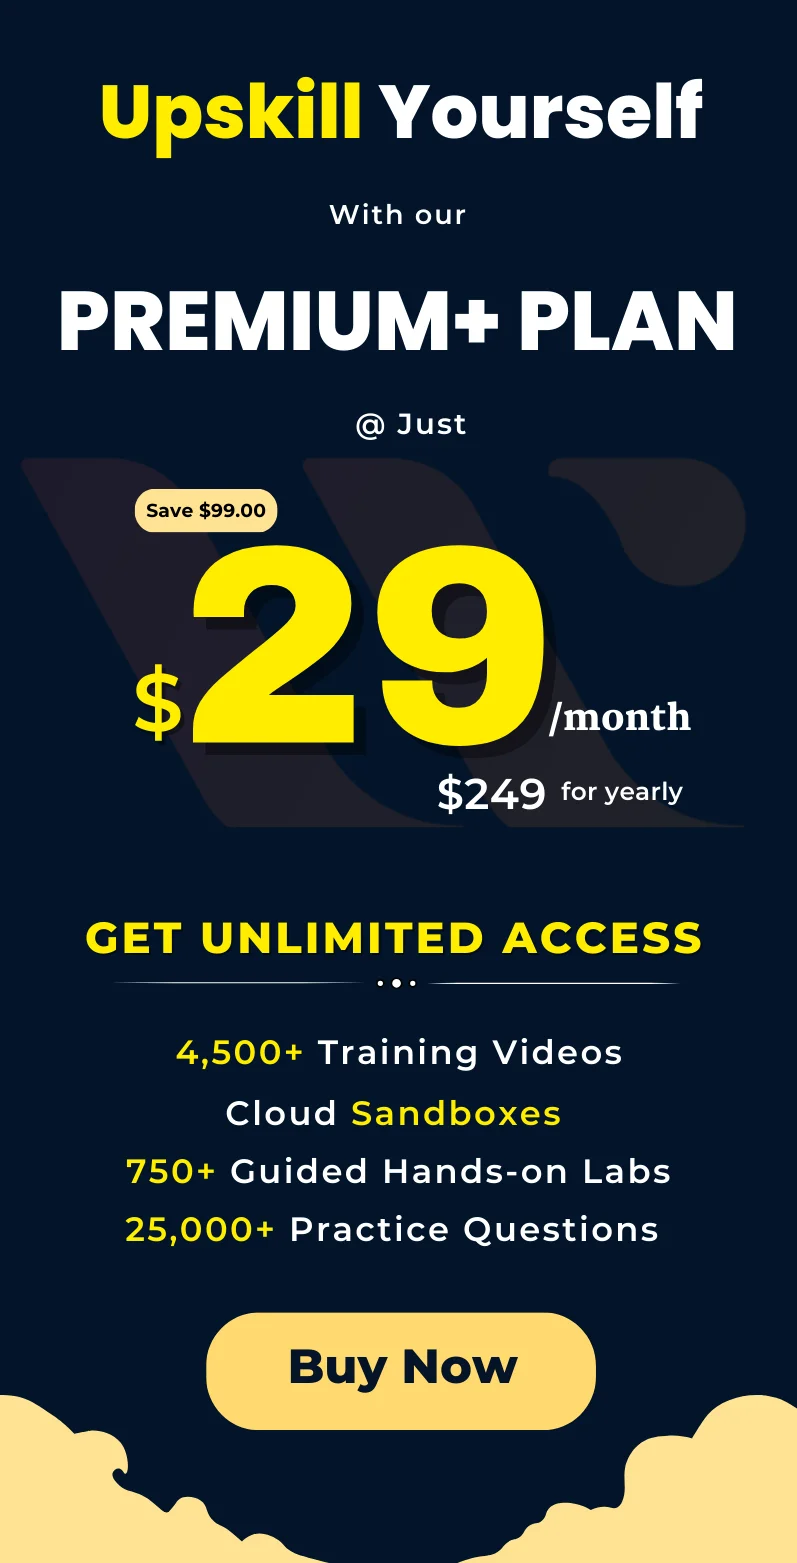 Upskill Yourself
With our
PREMIUM+ PLAN
@ Just
Save $99.00
$29/month
$249 for yearly
GET UNLIMITED ACCESS
4,500+ Training Videos
Cloud Sandboxes
750+ Guided Hands-on Labs
25,000+ Practice Questions
Buy Now